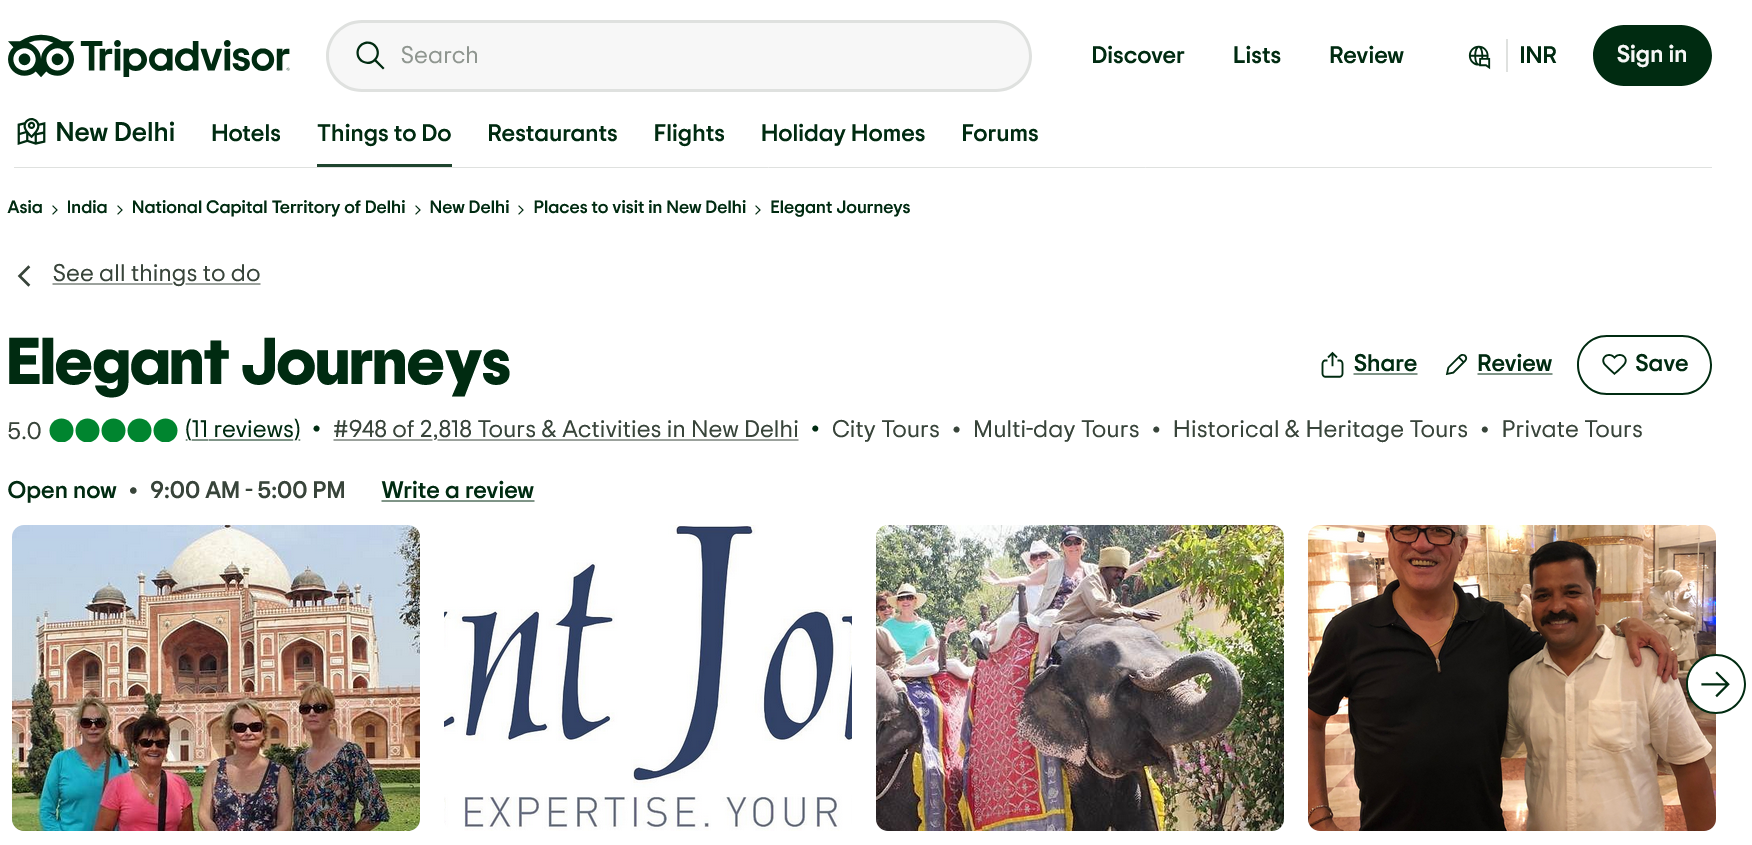 Tripadvisor
Search
Discover
Lists
Review
INR
Sign in
New Delhi
Hotels
Things to Do
Restaurants
Flights
Holiday Homes
Forums
Asia › India › National Capital Territory of Delhi › New Delhi › Places to visit in New Delhi › Elegant Journeys
See all things to do
Elegant Journeys
Share
Review
Save
5.0 (11 reviews) • #948 of 2,818 Tours & Activities in New Delhi • City Tours • Multi-day Tours • Historical & Heritage Tours • Private Tours
Open now • 9:00 AM - 5:00 PM
Write a review
nt Jo
EXPERTISE. YOUR